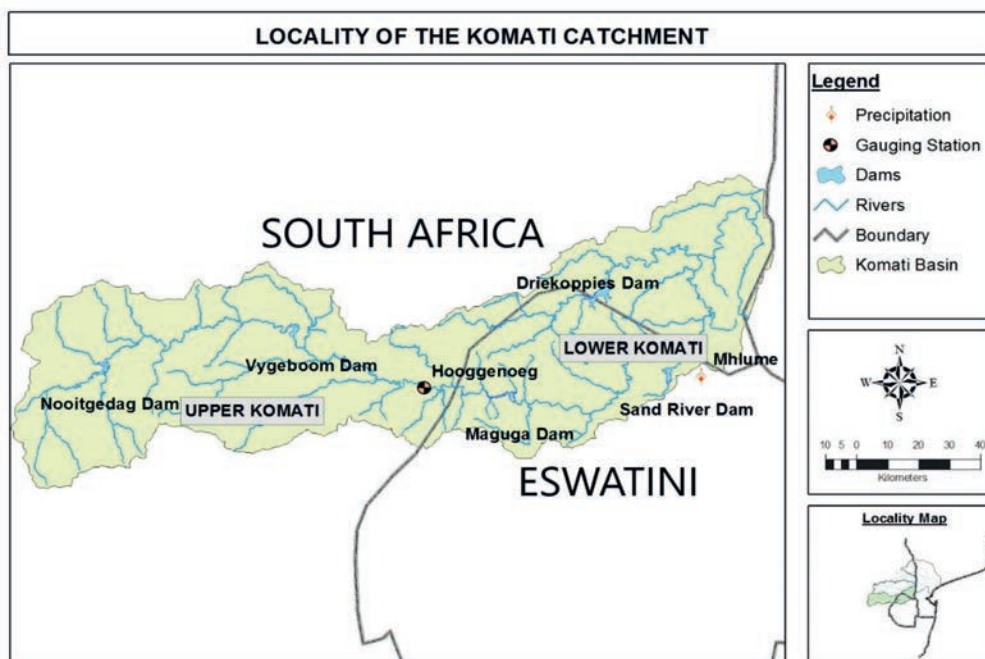 LOCALITY OF THE KOMATI CATCHMENT
SOUTH AFRICA
Driekoppies Dam
LOWER KOMATI
Mhlume
Vygeboom Dam
Hooggenoeg
Nooitgedag Dam
UPPER KOMATI
Sand River Dam
Maguga Dam
ESWATINI
Legend
Precipitation
Gauging Station
Dams
Rivers
Boundary
Komati Basin
N
W E
S
10 5 0 10 20 30 40
Kilometers
Locality Map